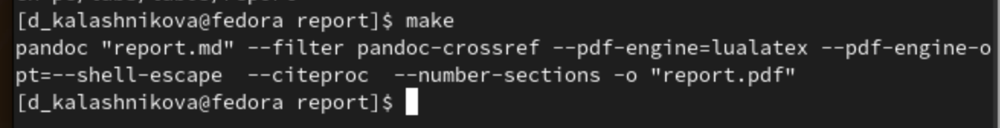 [d_kalashnikova@fedora report]$ make
pandoc "report.md" --filter pandoc-crossref --pdf-engine=lualatex --pdf-engine-o
pt=--shell-escape  --citeproc  --number-sections -o "report.pdf"
[d_kalashnikova@fedora report]$